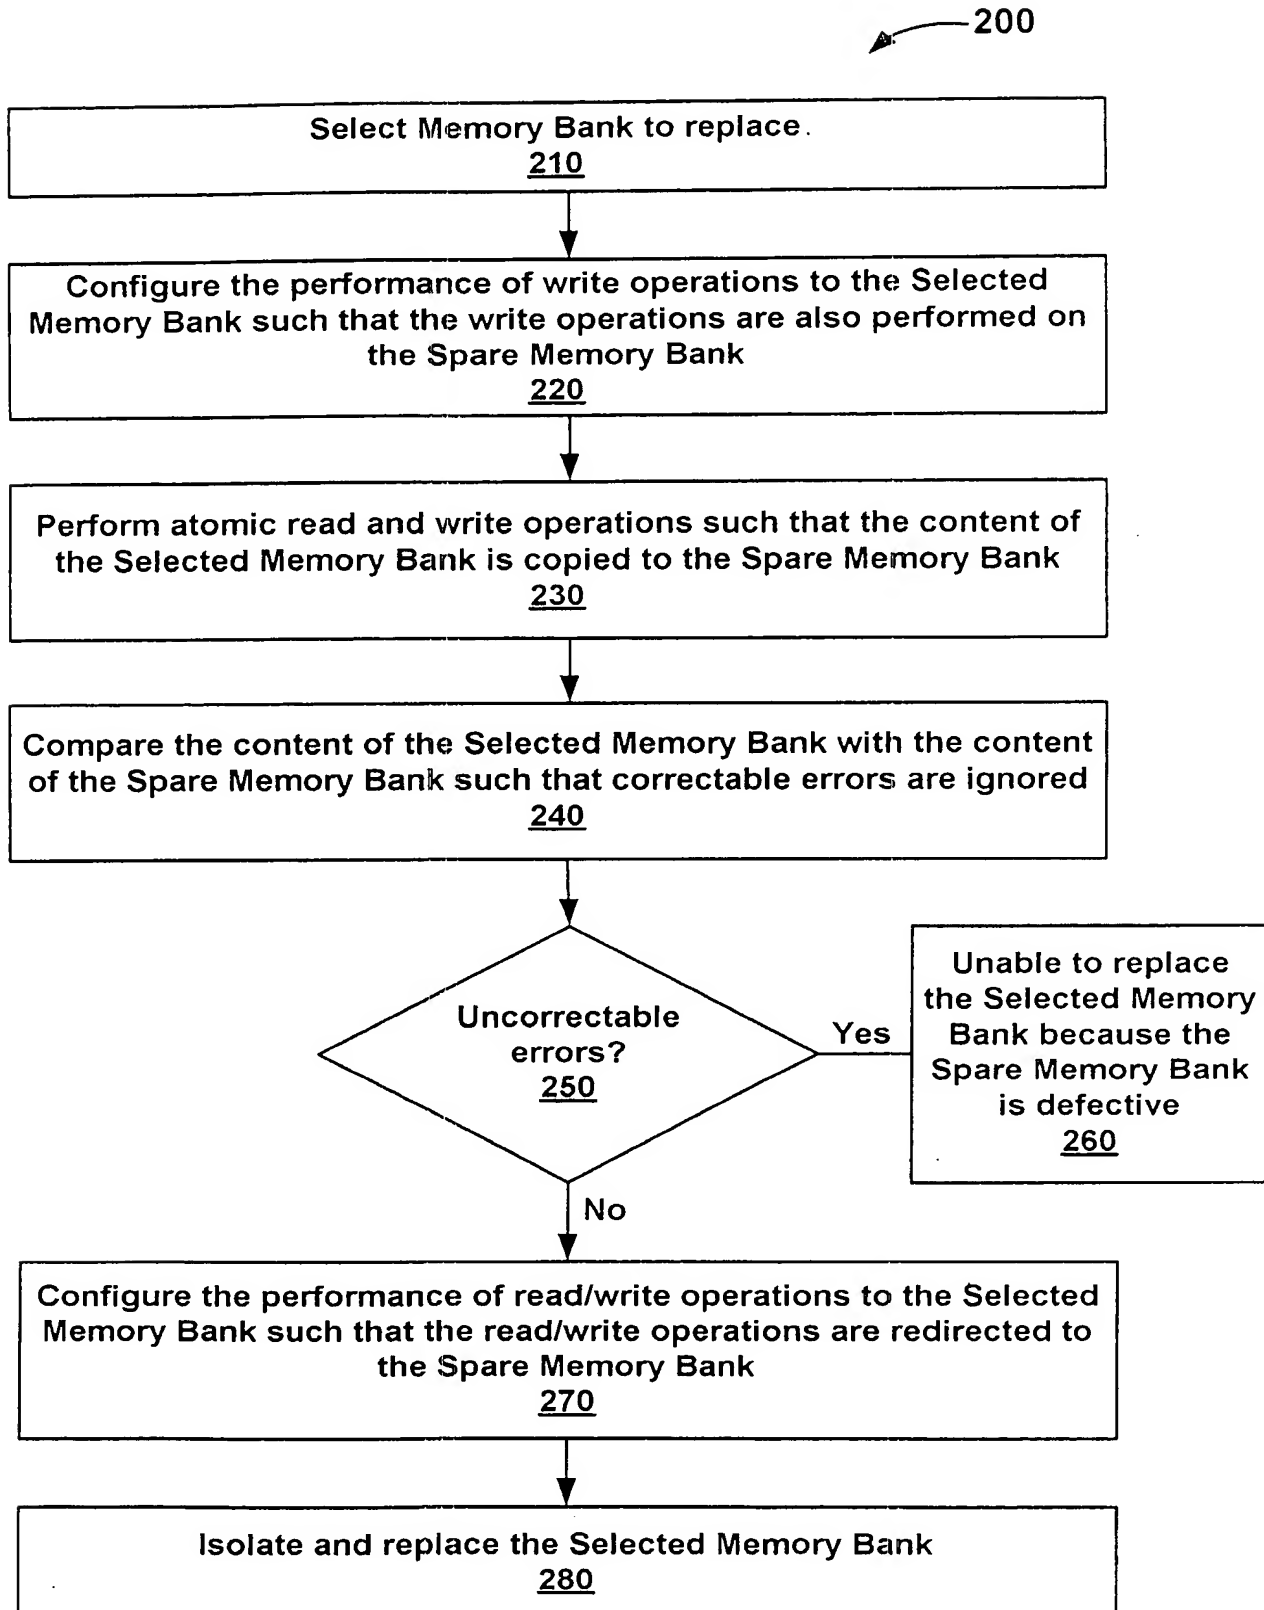 200
Select Memory Bank to replace.
210
Configure the performance of write operations to the Selected
Memory Bank such that the write operations are also performed on
the Spare Memory Bank
220
Perform atomic read and write operations such that the content of
the Selected Memory Bank is copied to the Spare Memory Bank
230
Compare the content of the Selected Memory Bank with the content
of the Spare Memory Bank such that correctable errors are ignored
240
Uncorrectable
errors?
250
Yes
Unable to replace
the Selected Memory
Bank because the
Spare Memory Bank
is defective
260
No
Configure the performance of read/write operations to the Selected
Memory Bank such that the read/write operations are redirected to
the Spare Memory Bank
270
Isolate and replace the Selected Memory Bank
280